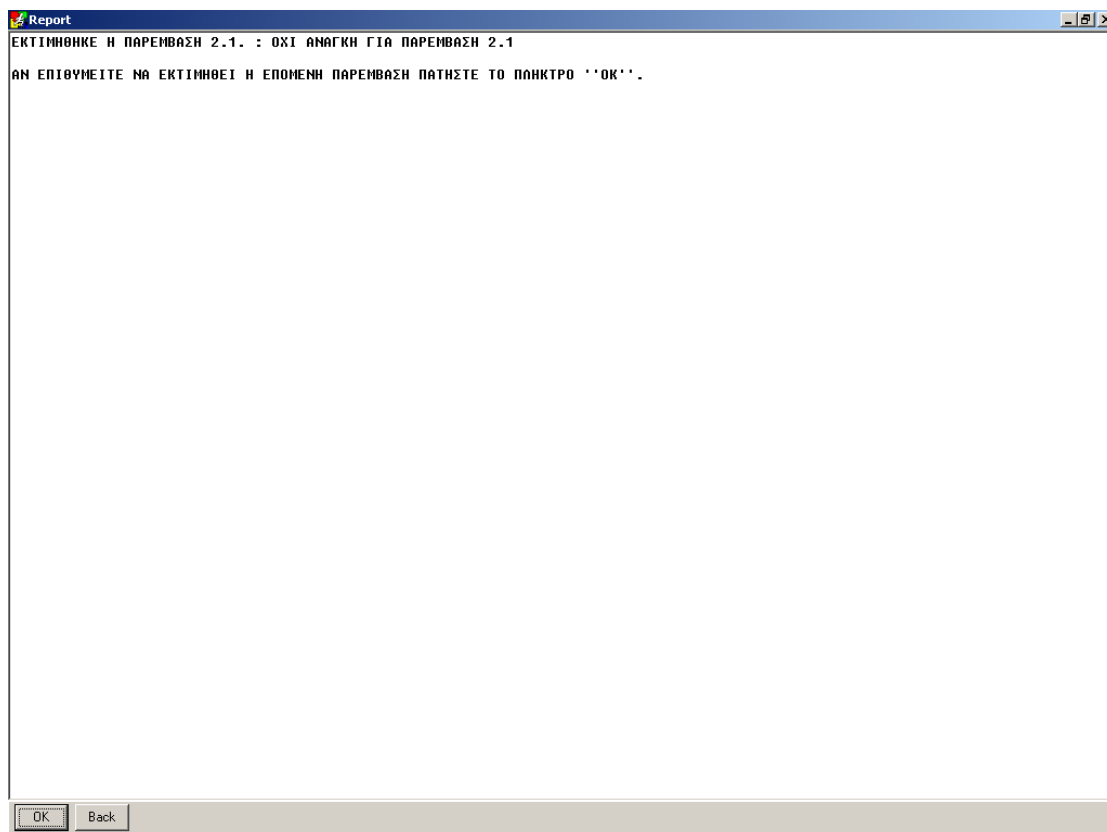 Report
ΕΚΤΙΜΗΘΗΚΕ Η ΠΑΡΕΜΒΑΣΗ 2.1. : ΟΧΙ ΑΝΑΓΚΗ ΓΙΑ ΠΑΡΕΜΒΑΣΗ 2.1
ΑΝ ΕΠΙΘΥΜΕΙΤΕ ΝΑ ΕΚΤΙΜΗΘΕΙ Η ΕΠΟΜΕΝΗ ΠΑΡΕΜΒΑΣΗ ΠΑΤΗΣΤΕ ΤΟ ΠΛΗΚΤΡΟ ''OK''.
OK Back